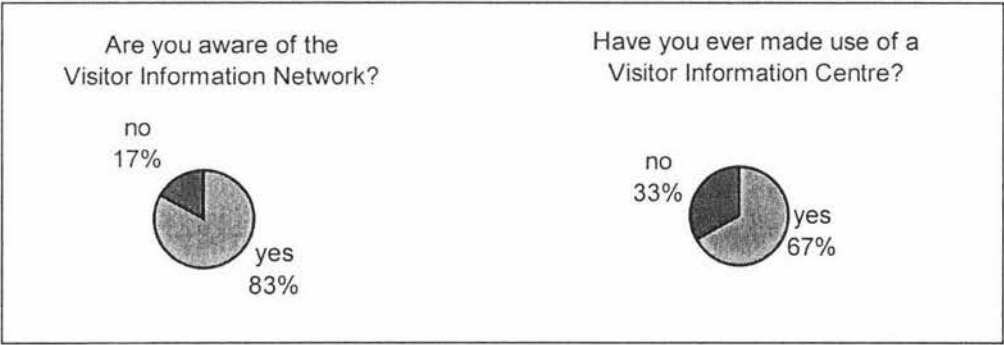 Are you aware of the
Visitor Information Network?
no
17%
yes
83%
Have you ever made use of a
Visitor Information Centre?
no
33%
yes
67%